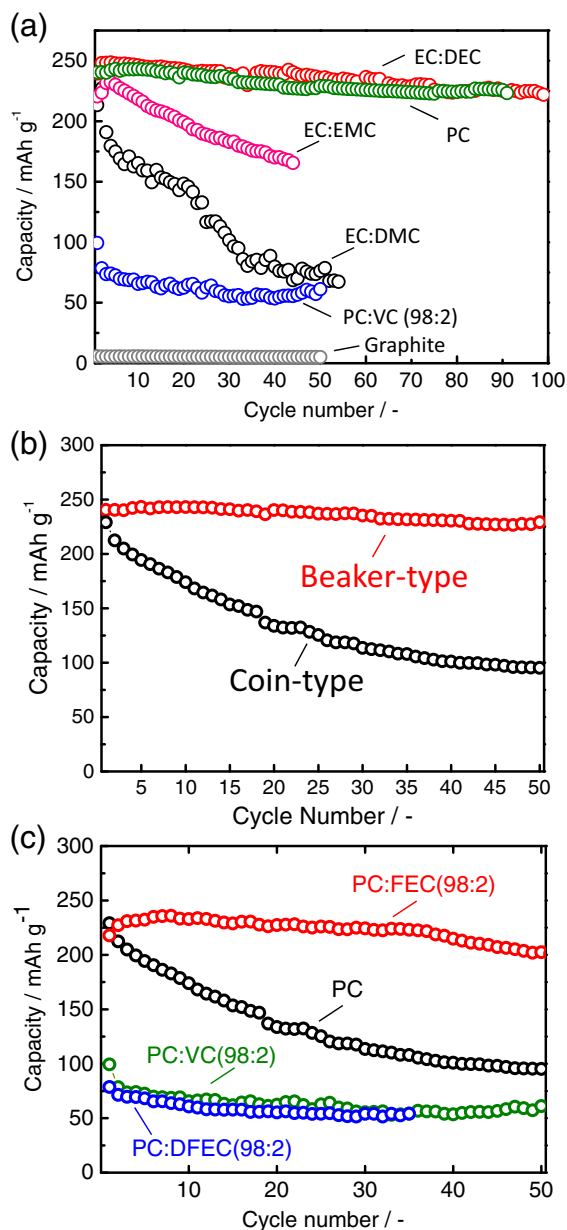 (a)
250
200
150
100
50
0
Capacity / mAh g-1
EC:DEC
PC
EC:EMC
EC:DMC
PC:VC (98:2)
Graphite
10 20 30 40 50 60 70 80 90 100
Cycle number / -
(b)
300
250
200
150
100
50
0
Capacity / mAh g-1
Beaker-type
Coin-type
5 10 15 20 25 30 35 40 45 50
Cycle Number / -
(c)
300
250
200
150
100
50
0
Capacity / mAh g-1
PC:FEC(98:2)
PC
PC:VC(98:2)
PC:DFEC(98:2)
10 20 30 40 50
Cycle number / -